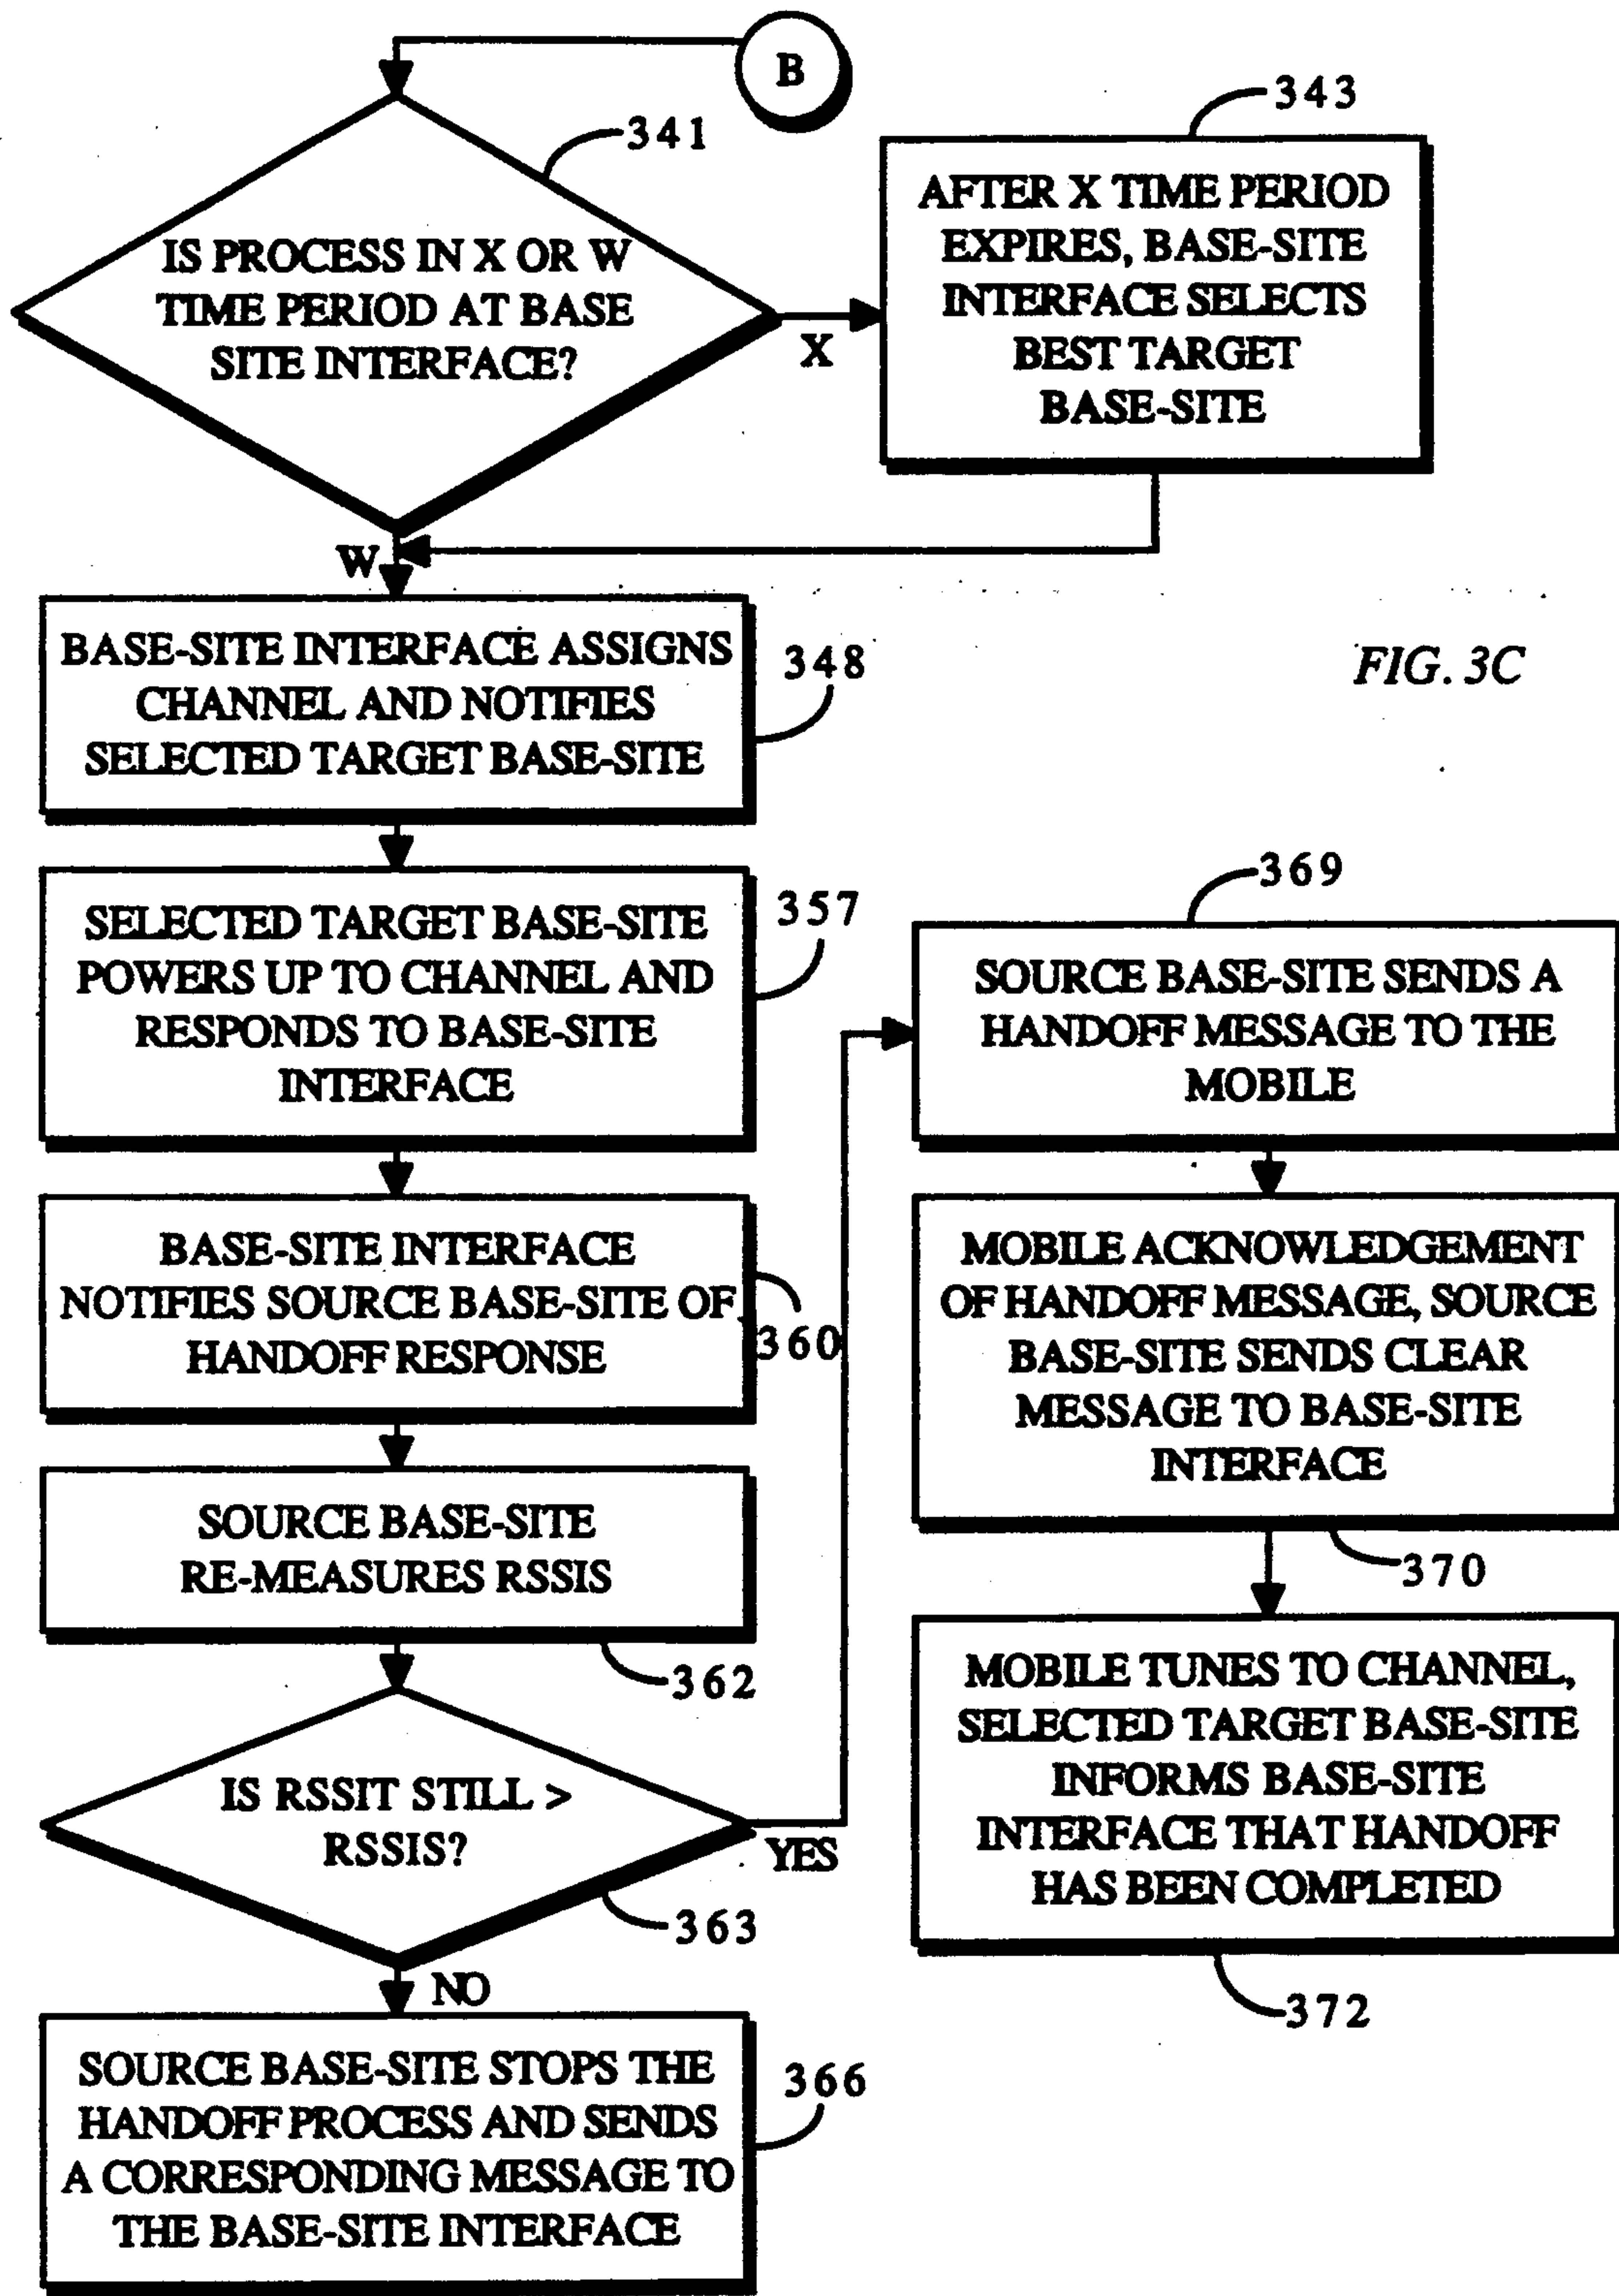 B
341
IS PROCESS IN X OR W
TIME PERIOD AT BASE
SITE INTERFACE?
X
343
AFTER X TIME PERIOD
EXPIRES, BASE-SITE
INTERFACE SELECTS
BEST TARGET
BASE-SITE
W
BASE-SITE INTERFACE ASSIGNS
CHANNEL AND NOTIFIES
SELECTED TARGET BASE-SITE
348
FIG. 3C
SELECTED TARGET BASE-SITE
POWERS UP TO CHANNEL AND
RESPONDS TO BASE-SITE
INTERFACE
357
BASE-SITE INTERFACE
NOTIFIES SOURCE BASE-SITE OF
HANDOFF RESPONSE
360
SOURCE BASE-SITE
RE-MEASURES RSSIS
362
IS RSSIT STILL >
RSSIS?
YES
363
NO
SOURCE BASE-SITE STOPS THE
HANDOFF PROCESS AND SENDS
A CORRESPONDING MESSAGE TO
THE BASE-SITE INTERFACE
366
369
SOURCE BASE-SITE SENDS A
HANDOFF MESSAGE TO THE
MOBILE
MOBILE ACKNOWLEDGEMENT
OF HANDOFF MESSAGE, SOURCE
BASE-SITE SENDS CLEAR
MESSAGE TO BASE-SITE
INTERFACE
370
MOBILE TUNES TO CHANNEL,
SELECTED TARGET BASE-SITE
INFORMS BASE-SITE
INTERFACE THAT HANDOFF
HAS BEEN COMPLETED
372